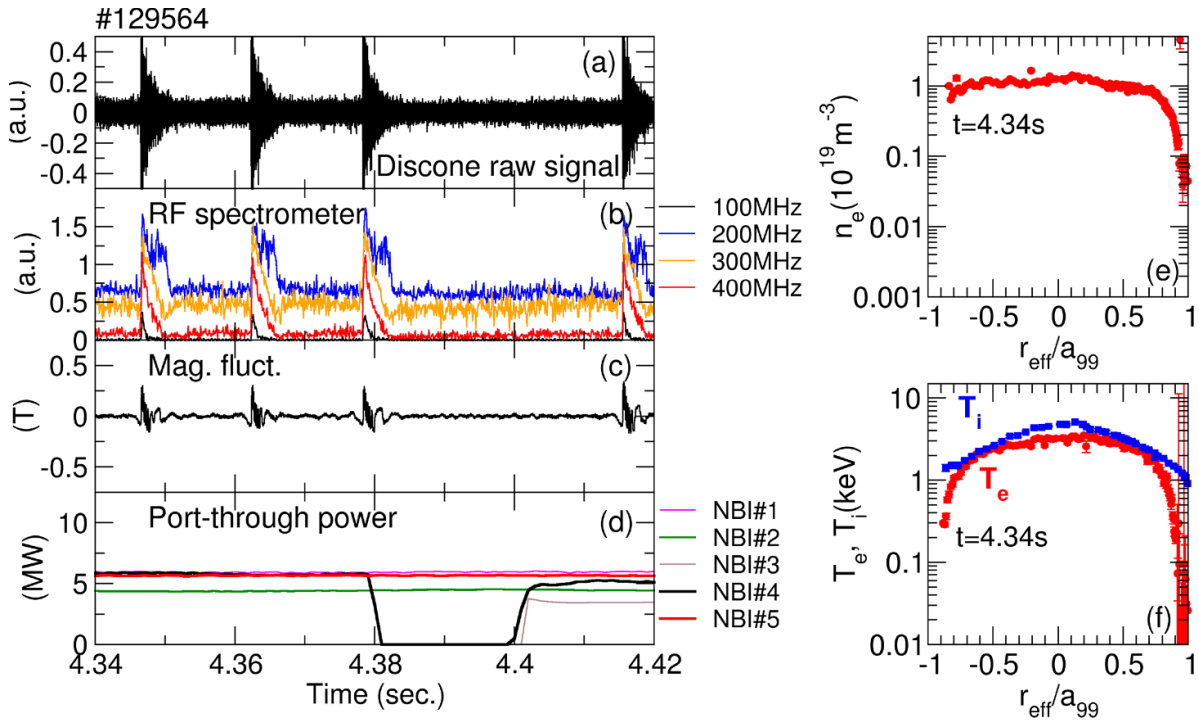 #129564
(a)
0.4
0.2
0
-0.2
-0.4
(a.u.)
Discone raw signal
RF spectrometer
(b)
1.5
1
0.5
0
(a.u.)
100MHz
200MHz
300MHz
400MHz
Mag. fluct.
(c)
0.5
0
-0.5
(T)
Port-through power
(d)
10
5
0
(MW)
NBI#1
NBI#2
NBI#3
NBI#4
NBI#5
4.34
4.36
4.38
4.4
4.42
Time (sec.)
1
0.1
0.01
0.001
n_e(10^19 m^-3)
t=4.34s
(e)
-1
-0.5
0
0.5
1
r_eff/a_99
10
1
0.1
0.01
T_e, T_i(keV)
T_i
T_e
t=4.34s
(f)
-1
-0.5
0
0.5
1
r_eff/a_99